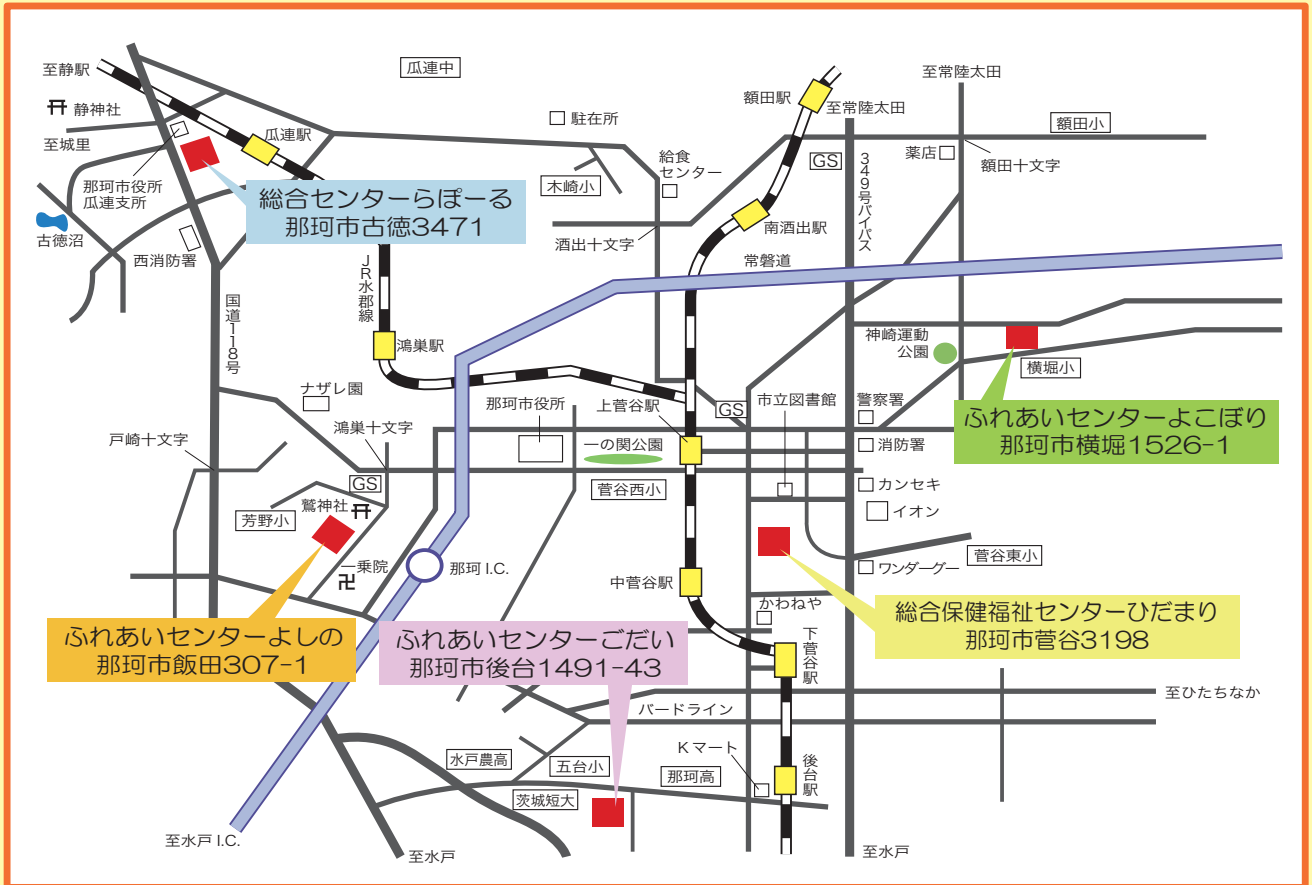 至静駅
瓜連中
静神社
至城里
瓜連駅
那珂市役所
瓜連支所
総合センターらぽーる
那珂市古徳3471
古徳沼
西消防署
国道118号
JR水郡線
駐在所
木崎小
給食
センター
酒出十文字
額田駅
至常陸太田
至常陸太田
額田小
GS
薬店
額田十文字
349号バイパス
南酒出駅
常磐道
鴻巣駅
神崎運動
公園
横堀小
ふれあいセンターよこぼり
那珂市横堀1526-1
ナザレ園
那珂市役所
上菅谷駅
GS
市立図書館
警察署
戸崎十文字
鴻巣十文字
一の関公園
消防署
GS
菅谷西小
カンセキ
イオン
芳野小
鷲神社
一乗院
那珂 I.C.
中菅谷駅
菅谷東小
ワンダーグー
かわねや
ふれあいセンターよしの
那珂市飯田307-1
ふれあいセンターごだい
那珂市後台1491-43
総合保健福祉センターひだまり
那珂市菅谷3198
下菅谷駅
至ひたちなか
バードライン
水戸農高
五台小
Kマート
那珂高
後台駅
茨城短大
至水戸 I.C.
至水戸
至水戸